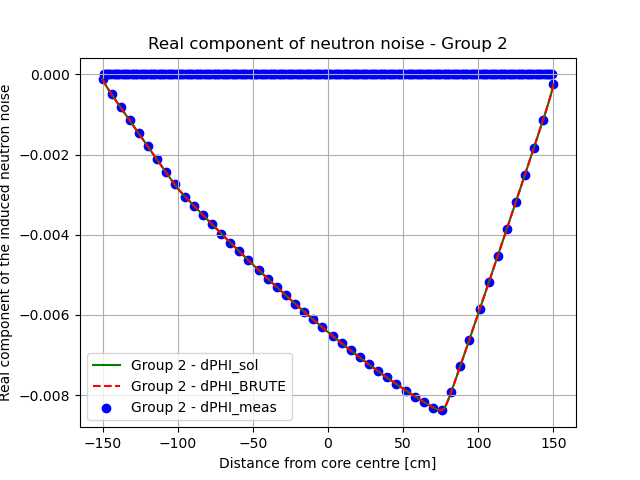 Real component of neutron noise - Group 2
Real component of the induced neutron noise
0.000
−0.002
−0.004
−0.006
−0.008
Group 2 - dPHI_sol
Group 2 - dPHI_BRUTE
Group 2 - dPHI_meas
−150
−100
−50
0
50
100
150
Distance from core centre [cm]